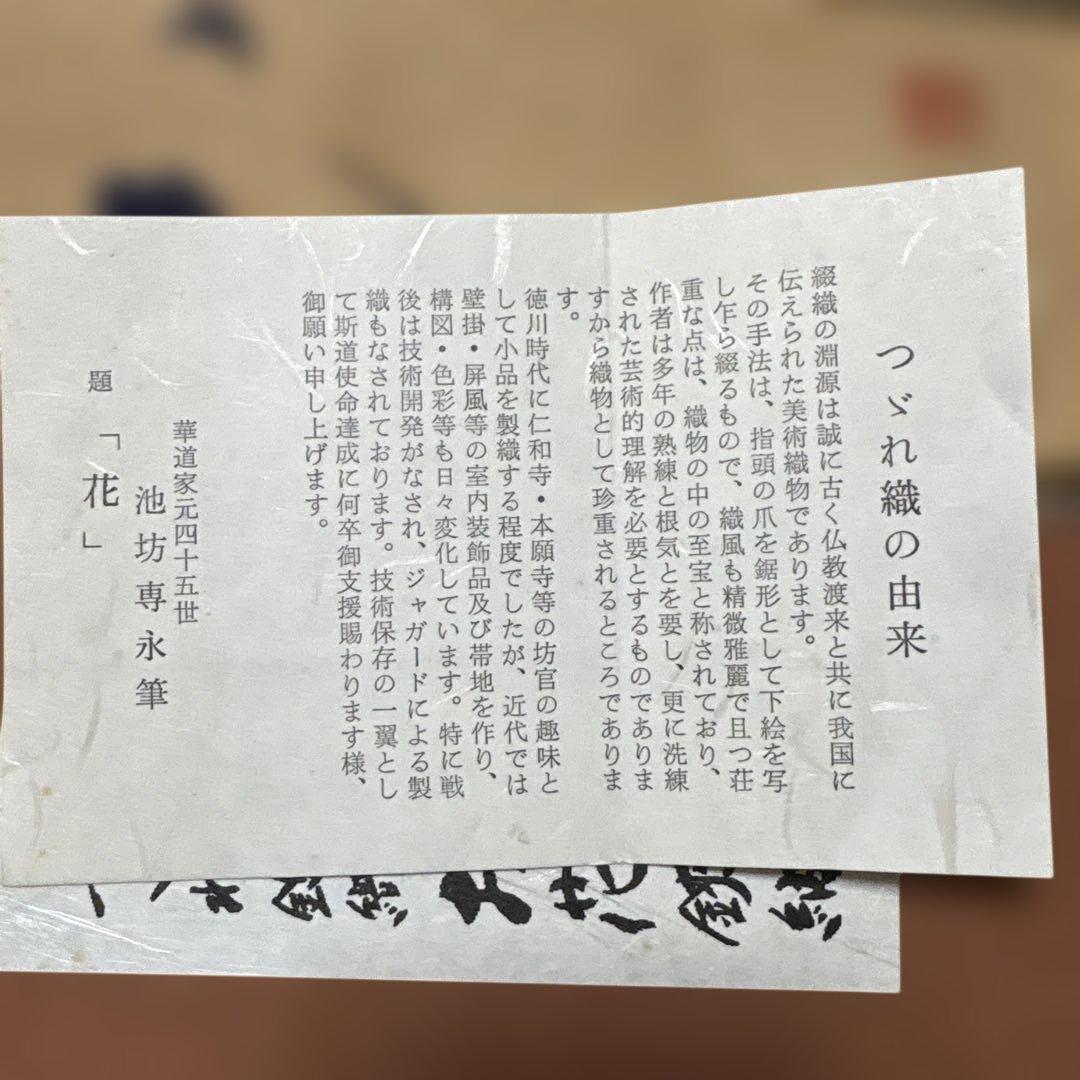 つゞれ織の由来
綴織の淵源は誠に古く仏教渡来と共に我国に
伝えられた美術織物であります。
その手法は、指頭の爪を鋸形として下絵を写
し乍ら綴るもので、織風も精微雅麗で且つ荘
重な点は、織物の中の至宝と称されており、
作者は多年の熟練と根気とを要し、更に洗練
された芸術的理解を必要とするものでありま
すから織物として珍重されるところでありま
す。
徳川時代に仁和寺・本願寺等の坊官の趣味と
して小品を製織する程度でしたが、近代では
壁掛・屏風等の室内装飾品及び帯地を作り、
構図・色彩等も日々変化しています。特に戦
後は技術開発がなされ、ジャガードによる製
織もなされております。技術保存の一翼とし
て斯道使命達成に何卒御支援賜わります様、
御願い申し上げます。
華道家元四十五世
池坊専永筆
題「花」